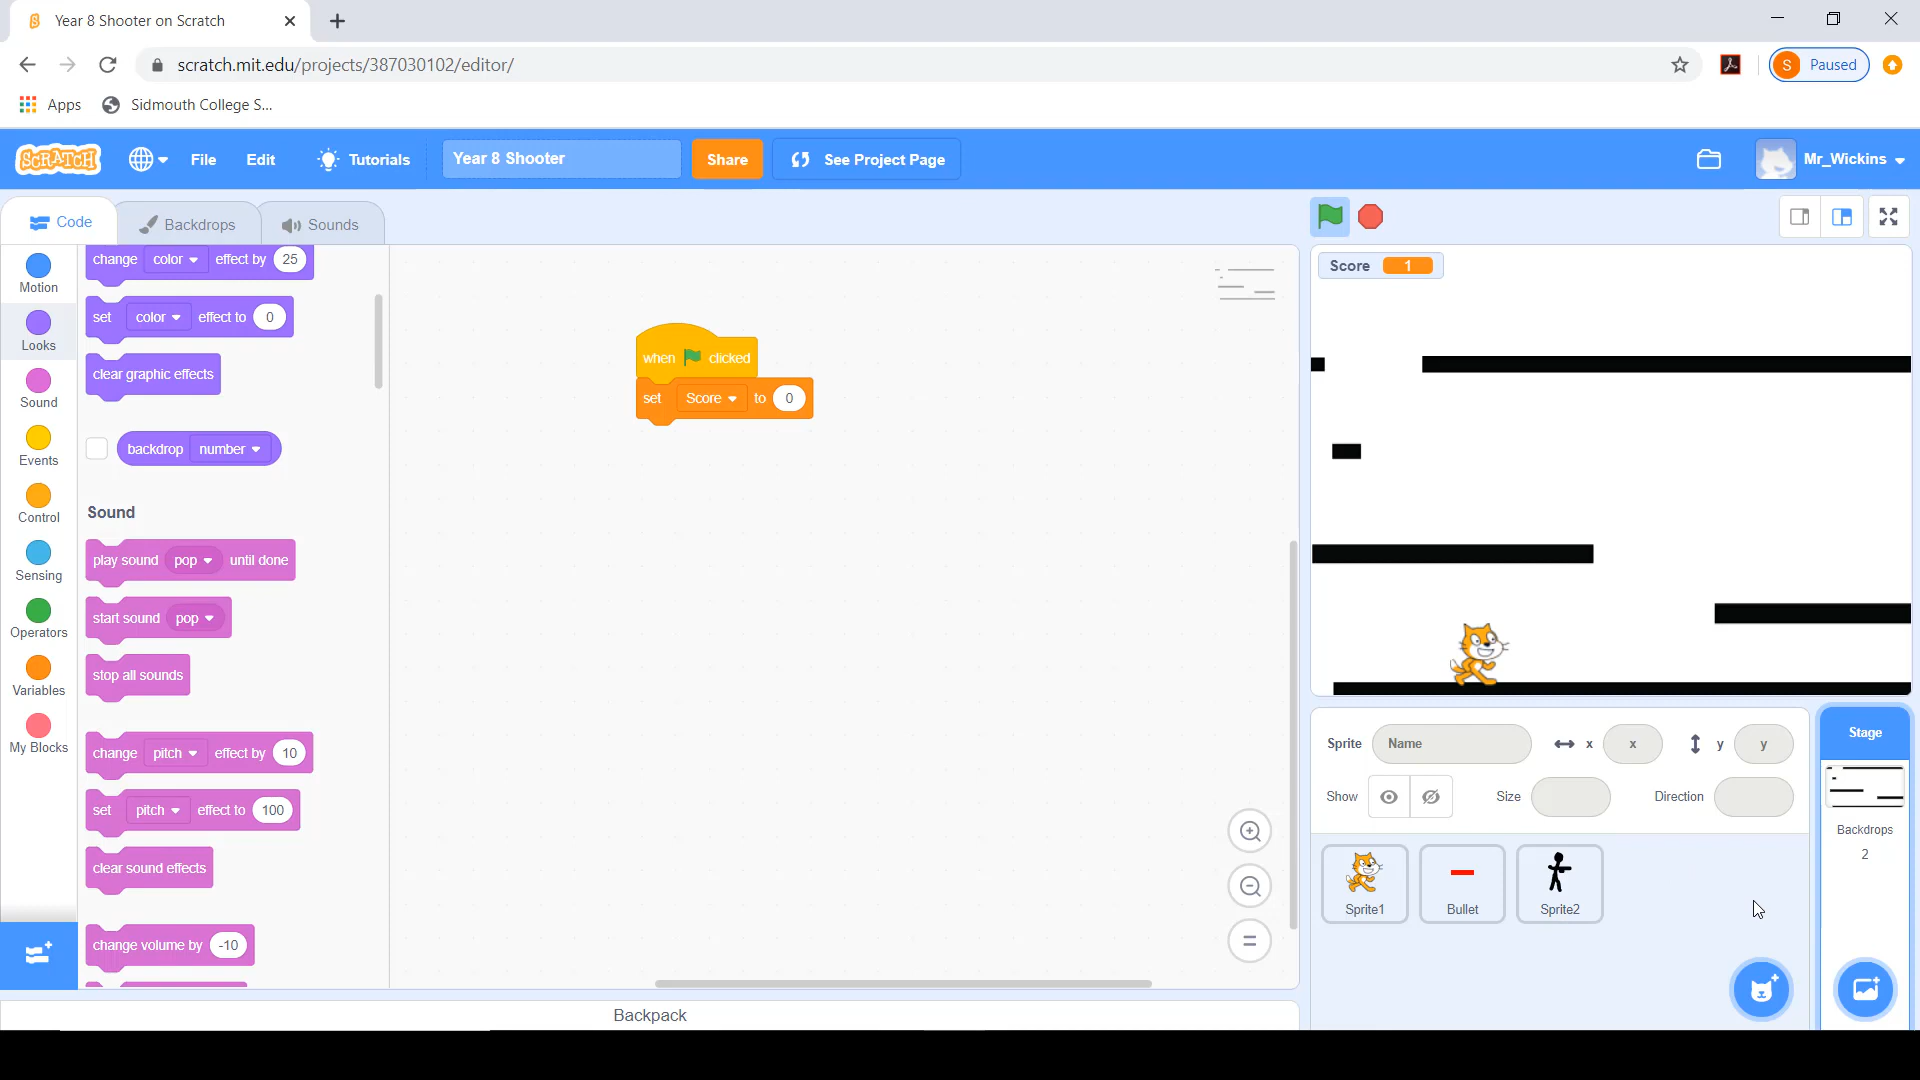 Year 8 Shooter on Scratch
scratch.mit.edu/projects/387030102/editor/
S Paused
Apps Sidmouth College S...
SCRATCH File Edit Tutorials Year 8 Shooter Share See Project Page Mr_Wickins
Code Backdrops Sounds
Motion
Looks
Sound
Events
Control
Sensing
Operators
Variables
My Blocks
change color effect by 25
set color effect to 0
clear graphic effects
backdrop number
Sound
play sound pop until done
start sound pop
stop all sounds
change pitch effect by 10
set pitch effect to 100
clear sound effects
change volume by -10
when clicked
set Score to 0
Backpack
Score 1
Sprite Name x x y y
Show Size Direction
Sprite1 Bullet Sprite2
Stage
Backdrops
2